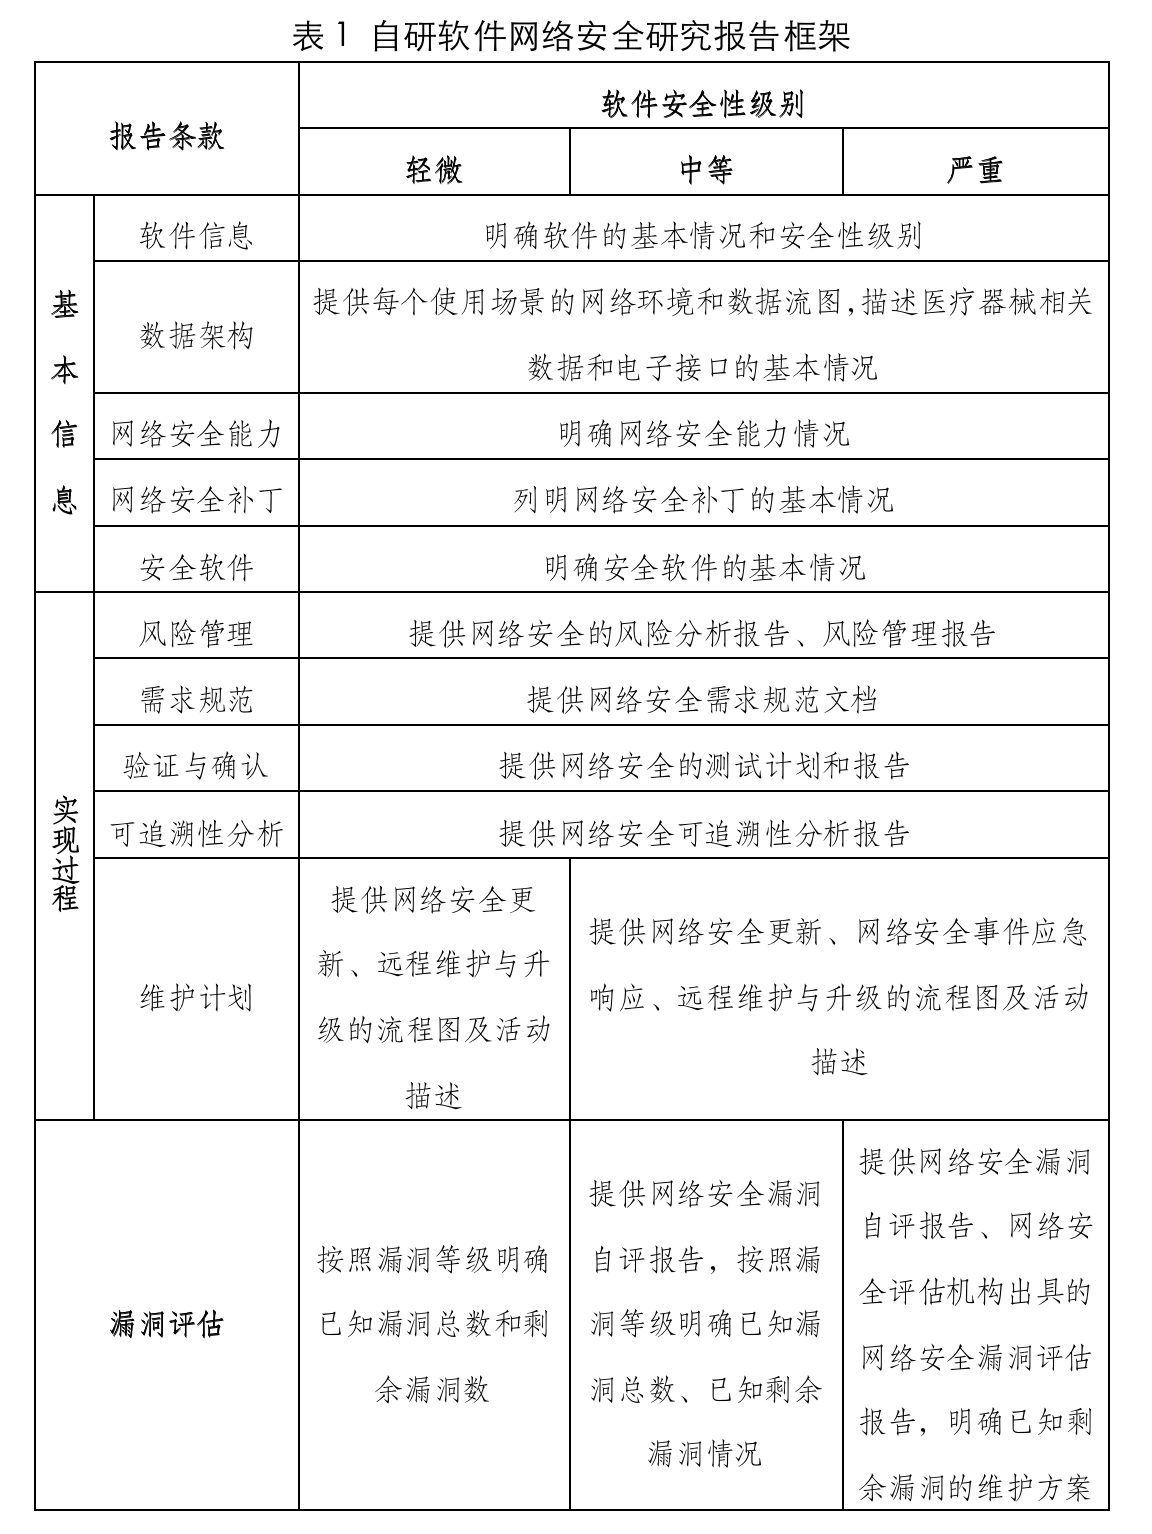 表 1 自研软件网络安全研究报告框架
报告条款
软件安全性级别
轻微
中等
严重
基本信息
软件信息
明确软件的基本情况和安全性级别
数据架构
提供每个使用场景的网络环境和数据流图，描述医疗器械相关
数据和电子接口的基本情况
网络安全能力
明确网络安全能力情况
网络安全补丁
列明网络安全补丁的基本情况
安全软件
明确安全软件的基本情况
实现过程
风险管理
提供网络安全的风险分析报告、风险管理报告
需求规范
提供网络安全需求规范文档
验证与确认
提供网络安全的测试计划和报告
可追溯性分析
提供网络安全可追溯性分析报告
维护计划
提供网络安全更
新、远程维护与升
级的流程图及活动
描述
提供网络安全更新、网络安全事件应急
响应、远程维护与升级的流程图及活动
描述
漏洞评估
按照漏洞等级明确
已知漏洞总数和剩
余漏洞数
提供网络安全漏洞
自评报告，按照漏
洞等级明确已知漏
洞总数、已知剩余
漏洞情况
提供网络安全漏洞
自评报告、网络安
全评估机构出具的
网络安全漏洞评估
报告，明确已知剩
余漏洞的维护方案